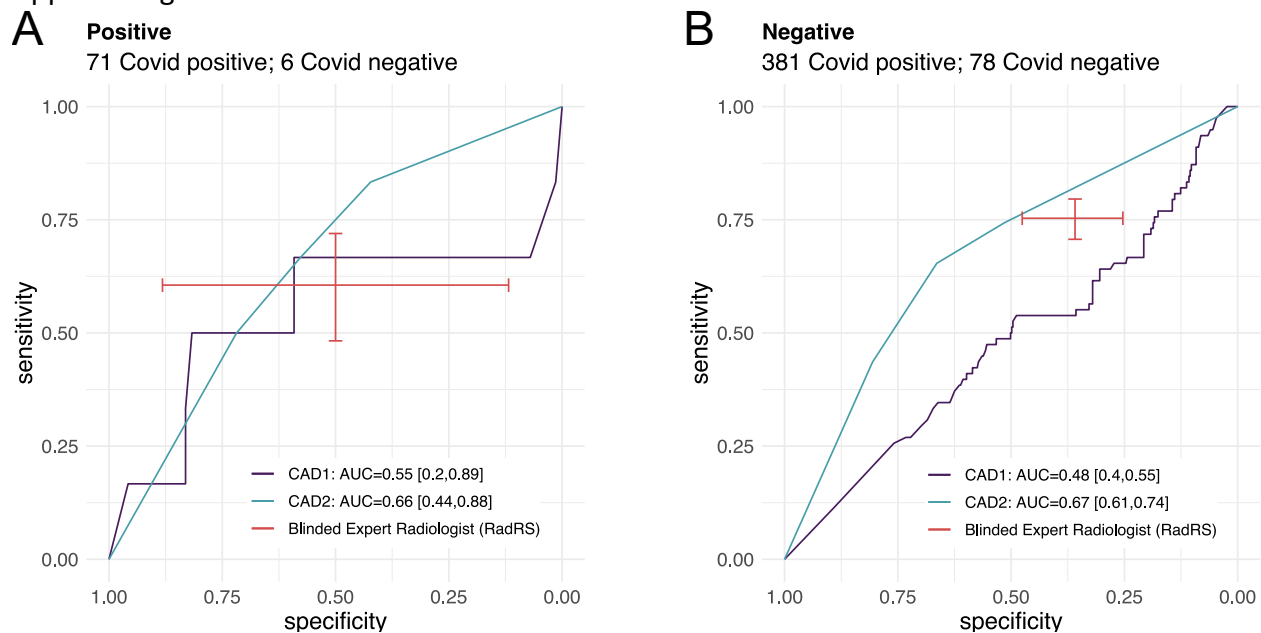 A
Positive
71 Covid positive; 6 Covid negative
1.00
0.75
0.50
0.25
0.00
sensitivity
CAD1: AUC=0.55 [0.2,0.89]
CAD2: AUC=0.66 [0.44,0.88]
Blinded Expert Radiologist (RadRS)
1.00 0.75 0.50 0.25 0.00
specificity
B
Negative
381 Covid positive; 78 Covid negative
1.00
0.75
0.50
0.25
0.00
sensitivity
CAD1: AUC=0.48 [0.4,0.55]
CAD2: AUC=0.67 [0.61,0.74]
Blinded Expert Radiologist (RadRS)
1.00 0.75 0.50 0.25 0.00
specificity